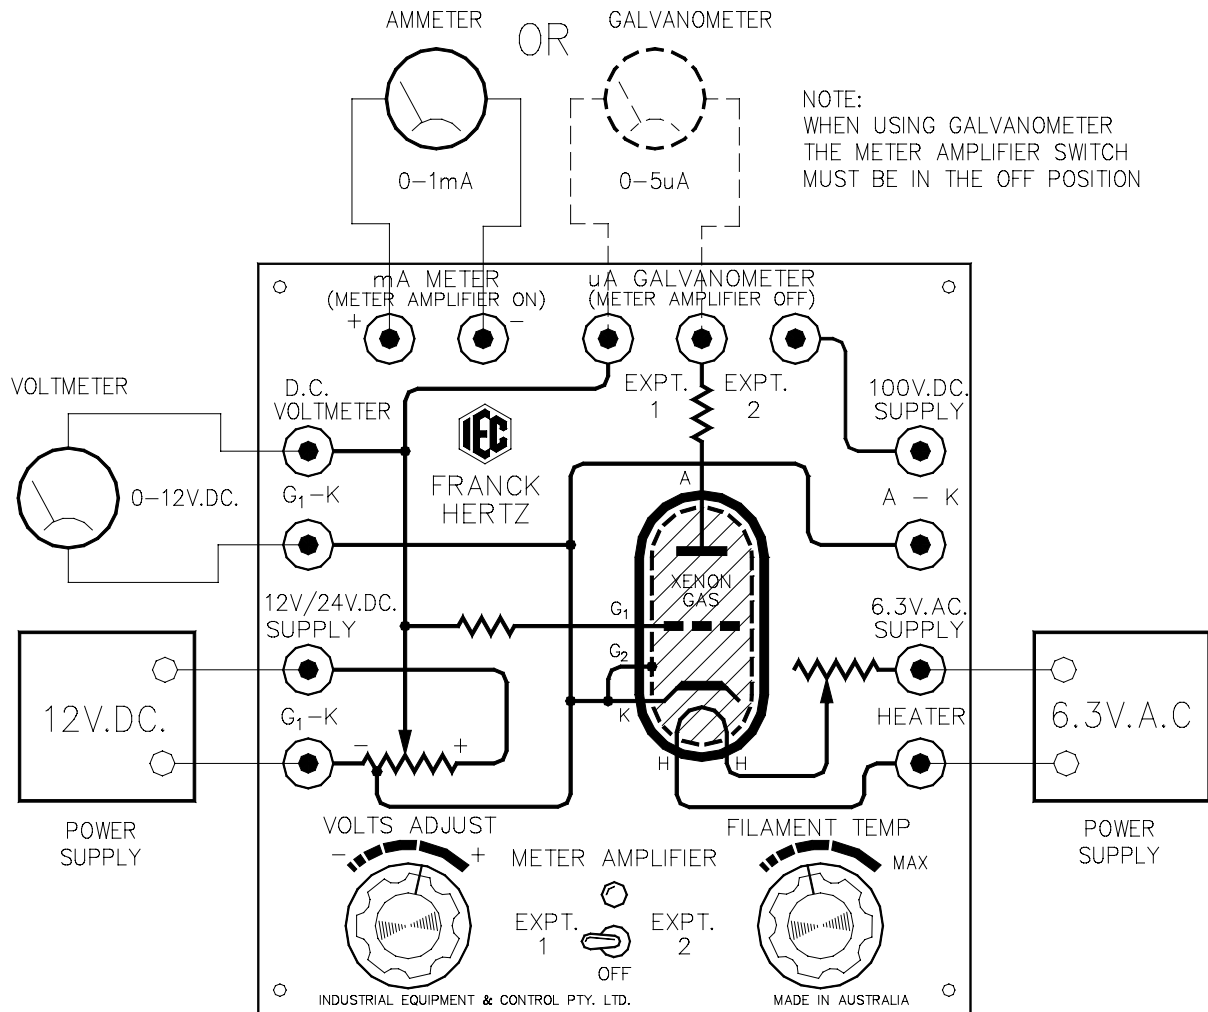 AMMETER
OR
GALVANOMETER
0-1mA
0-5uA
NOTE:
WHEN USING GALVANOMETER
THE METER AMPLIFIER SWITCH
MUST BE IN THE OFF POSITION
mA METER
(METER AMPLIFIER ON)
+
-
uA GALVANOMETER
(METER AMPLIFIER OFF)
VOLTMETER
0-12V.DC.
D.C.
VOLTMETER
G1-K
IEC
FRANCK
HERTZ
EXPT.
1
EXPT.
2
100V.DC.
SUPPLY
A - K
A
XENON
GAS
G1
G2
K
H
H
12V/24V.DC.
SUPPLY
G1-K
-
+
12V.DC.
POWER
SUPPLY
6.3V.AC.
SUPPLY
HEATER
6.3V.A.C
POWER
SUPPLY
VOLTS ADJUST
-
+
METER AMPLIFIER
EXPT.
1
EXPT.
2
OFF
FILAMENT TEMP
MAX
INDUSTRIAL EQUIPMENT & CONTROL PTY. LTD.
MADE IN AUSTRALIA